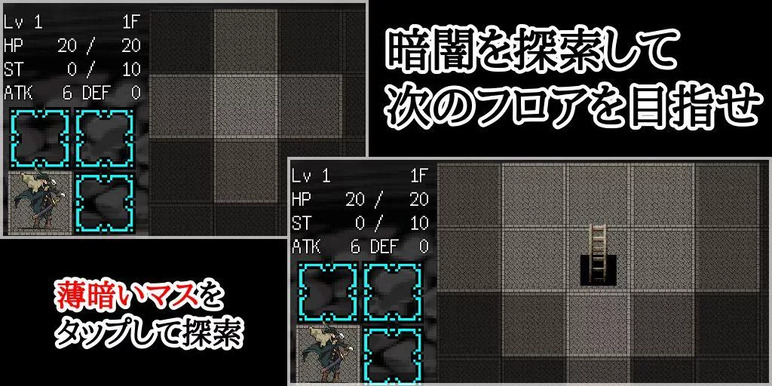 Lv 1 1F
HP 20 / 20
ST 0 / 10
ATK 6 DEF 0
暗闇を探索して
次のフロアを目指せ
Lv 1 1F
HP 20 / 20
ST 0 / 10
ATK 6 DEF 0
薄暗いマスを
タップして探索